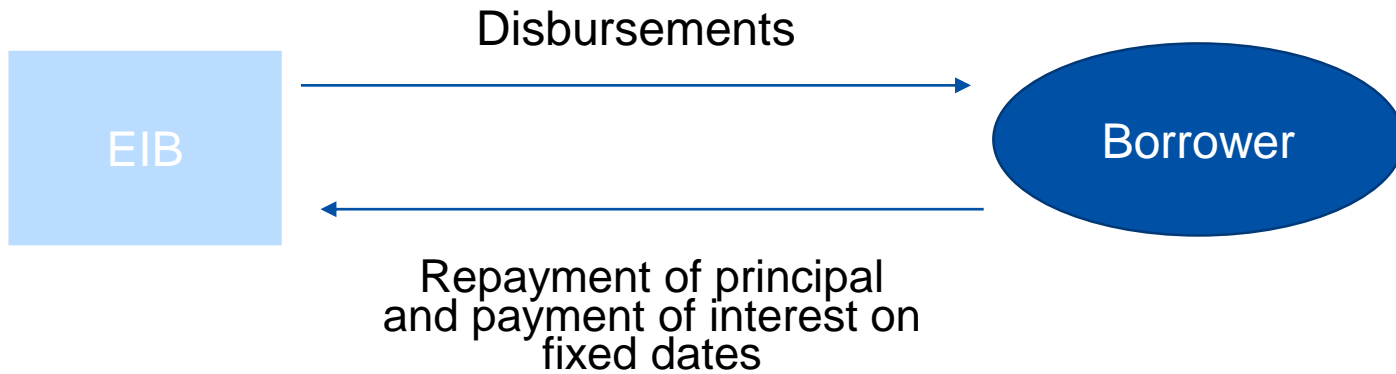 Disbursements
EIB
Borrower
Repayment of principal
and payment of interest on
fixed dates